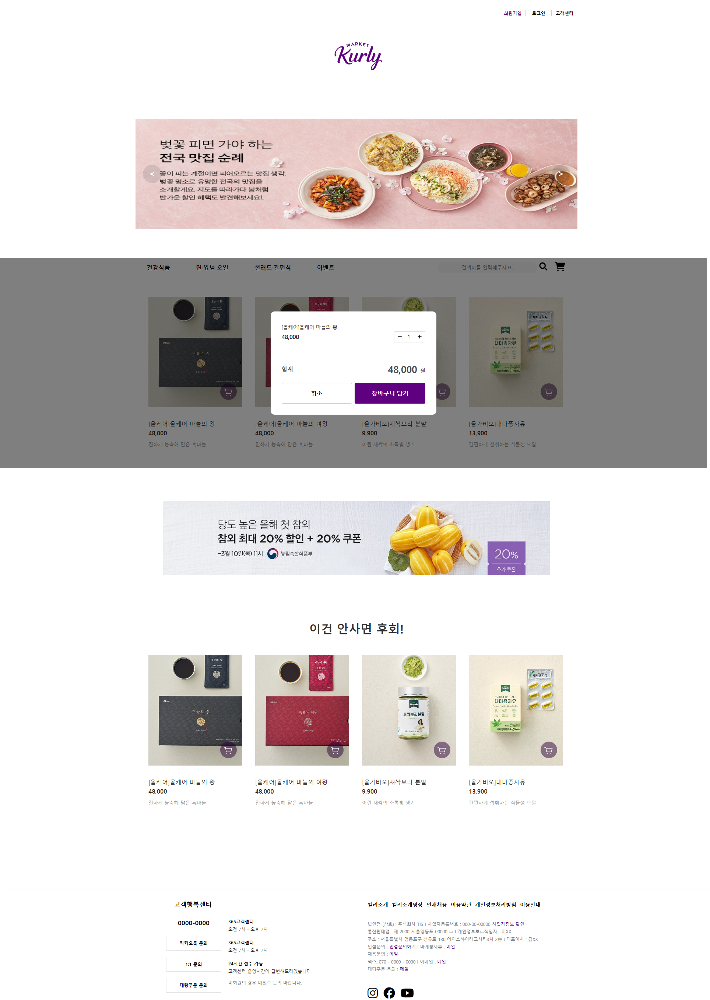 회원가입 로그인 고객센터
MARKET
Kurly
벚꽃 피면 가야 하는
전국 맛집 순례
꽃이 피는 계절이면 피어오르는 맛집 생각.
벚꽃 명소로 유명한 전국의 맛집을
소개할게요. 지도를 따라가다 봄처럼
반가운 할인 혜택도 발견해보세요!.
< >
건강식품 면·양념·오일 샐러드·간편식 이벤트 검색어를 입력해주세요.
마늘의 왕 마늘의 여왕 대마종자유
마늘의 왕
대마종자유
[올케어]올케어 마늘의 왕
48,000
− 1 +
합계 48,000 원
취소 장바구니 담기
[올케어]올케어 마늘의 왕 [올케어]올케어 마늘의 여왕 [올가비오]새싹보리 분말 [올가비오]대마종자유
48,000 48,000 9,900 13,900
진하게 농축해 담은 흑마늘 진하게 농축해 담은 흑마늘 어린 새싹의 초록빛 생기 간편하게 섭취하는 식물성 오일
당도 높은 올해 첫 참외
참외 최대 20% 할인 + 20% 쿠폰
~3월 10일(목) 11시 농림축산식품부
20%
추가 쿠폰
이건 안사면 후회!
마늘의 왕 마늘의 여왕 대마종자유
마늘의 왕 마늘의 여왕 새싹보리분말 대마종자유
[올케어]올케어 마늘의 왕 [올케어]올케어 마늘의 여왕 [올가비오]새싹보리 분말 [올가비오]대마종자유
48,000 48,000 9,900 13,900
진하게 농축해 담은 흑마늘 진하게 농축해 담은 흑마늘 어린 새싹의 초록빛 생기 간편하게 섭취하는 식물성 오일
고객행복센터
0000-0000 365고객센터
오전 7시 - 오후 7시
카카오톡 문의 365고객센터
오전 7시 - 오후 7시
1:1 문의 24시간 접수 가능
고객센터 운영시간에 답변해드리겠습니다.
대량주문 문의 비회원의 경우 메일로 문의 바랍니다.
컬리소개 컬리소개영상 인재채용 이용약관 개인정보처리방침 이용안내
법인명 (상호) : 주식회사 TIS I 사업자등록번호 : 000-00-00000 사업자정보 확인
통신판매업 : 제 2000-서울영등포-00000 호 I 개인정보보호책임자 : 이XX
주소 : 서울특별시 영등포구 선유로 130 에이스하이테크시티3차 2층 I 대표이사 : 김XX
입점문의 : 입점문의하기 I 마케팅제휴 : 메일
채용문의 : 메일
팩스: 070 - 0000 - 0000 I 이메일 : 메일
대량주문 문의 : 메일